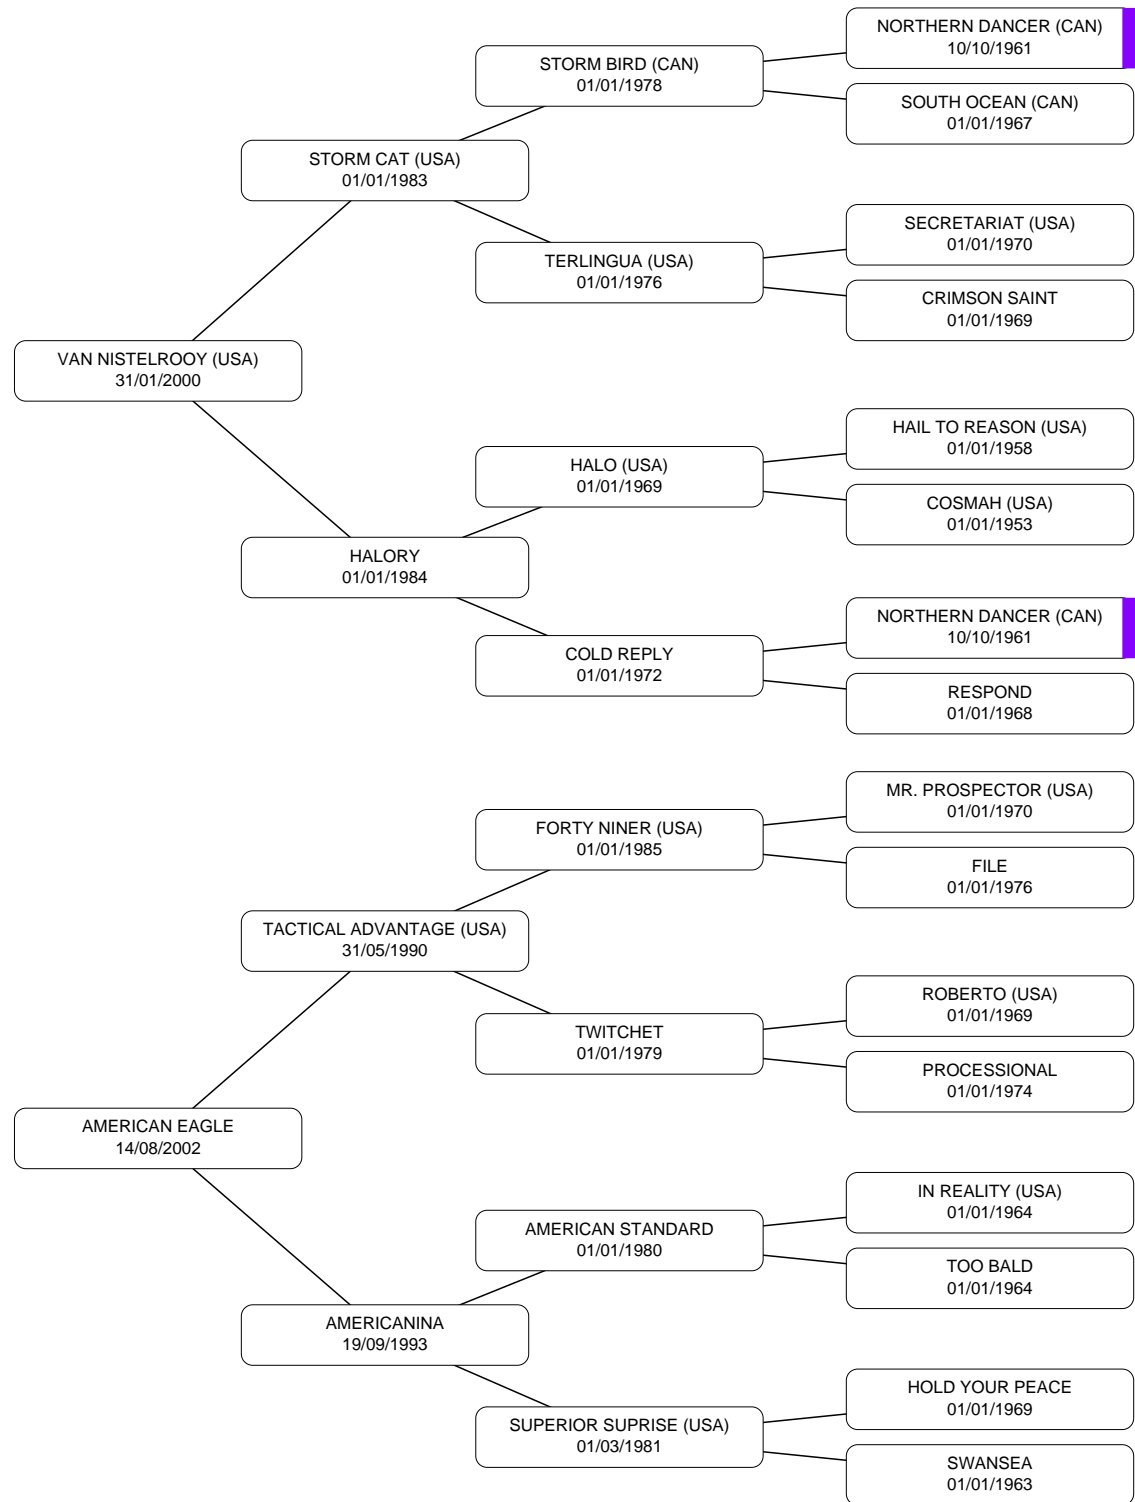 NORTHERN DANCER (CAN)
10/10/1961
STORM BIRD (CAN)
01/01/1978
SOUTH OCEAN (CAN)
01/01/1967
STORM CAT (USA)
01/01/1983
SECRETARIAT (USA)
01/01/1970
TERLINGUA (USA)
01/01/1976
CRIMSON SAINT
01/01/1969
VAN NISTELROOY (USA)
31/01/2000
HAIL TO REASON (USA)
01/01/1958
HALO (USA)
01/01/1969
COSMAH (USA)
01/01/1953
HALORY
01/01/1984
NORTHERN DANCER (CAN)
10/10/1961
COLD REPLY
01/01/1972
RESPOND
01/01/1968
MR. PROSPECTOR (USA)
01/01/1970
FORTY NINER (USA)
01/01/1985
FILE
01/01/1976
TACTICAL ADVANTAGE (USA)
31/05/1990
ROBERTO (USA)
01/01/1969
TWITCHET
01/01/1979
PROCESSIONAL
01/01/1974
AMERICAN EAGLE
14/08/2002
IN REALITY (USA)
01/01/1964
AMERICAN STANDARD
01/01/1980
TOO BALD
01/01/1964
AMERICANINA
19/09/1993
HOLD YOUR PEACE
01/01/1969
SUPERIOR SUPRISE (USA)
01/03/1981
SWANSEA
01/01/1963